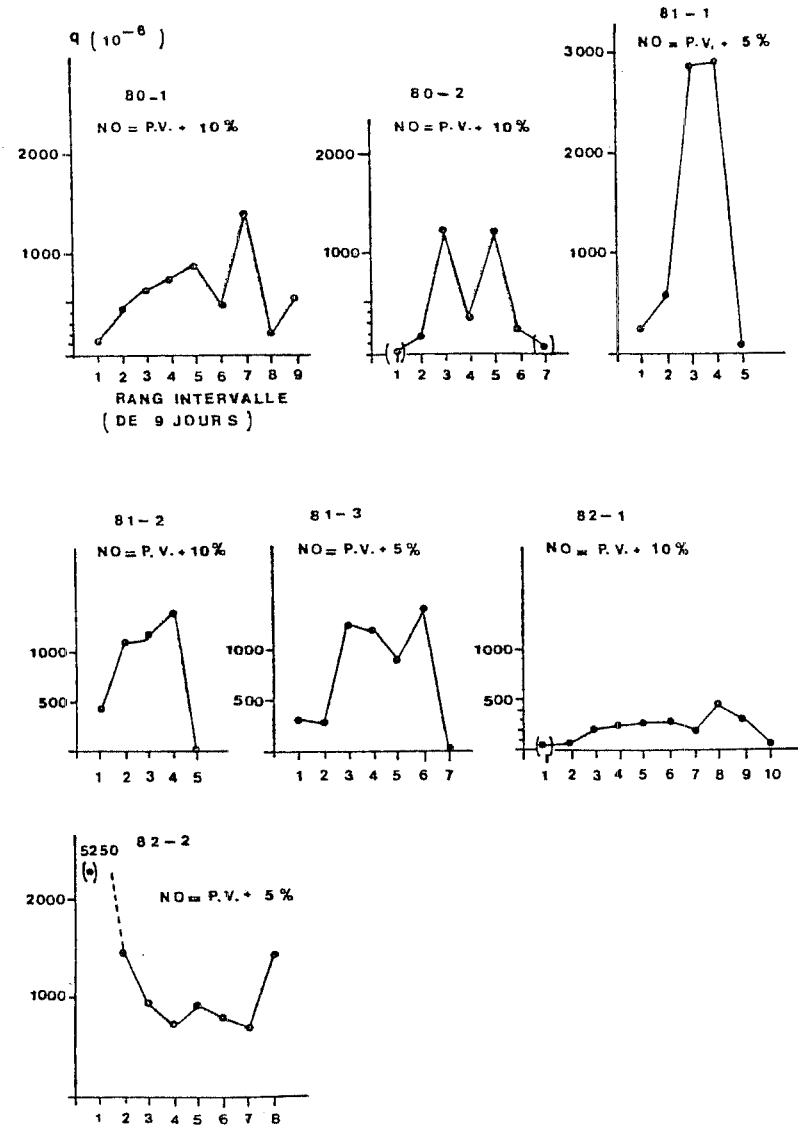 q (10⁻⁶)
80-1
NO = P.V. + 10%
2000
1000
1 2 3 4 5 6 7 8 9
RANG INTERVALLE
(DE 9 JOURS)
80-2
NO = P.V. + 10%
2000
1000
(1) 2 3 4 5 6 (7)
81-1
NO = P.V. + 5%
3000
2000
1000
1 2 3 4 5
81-2
NO = P.V. + 10%
1000
500
1 2 3 4 5
81-3
NO = P.V. + 5%
1000
500
1 2 3 4 5 6 7
82-1
NO = P.V. + 10%
1000
500
(1) 2 3 4 5 6 7 8 9 10
82-2
5250
NO = P.V. + 5%
2000
1000
1 2 3 4 5 6 7 8